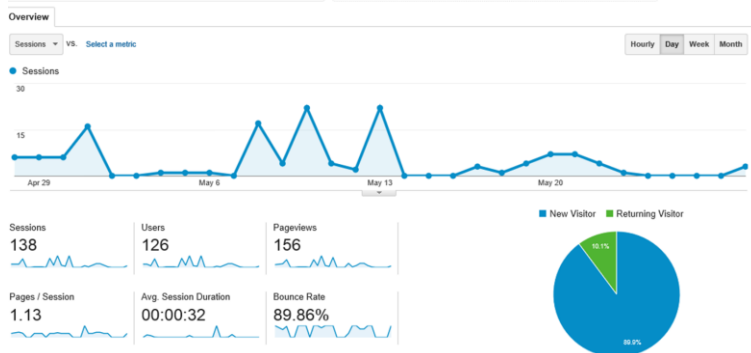 Overview
Sessions VS. Select a metric
Hourly Day Week Month
Sessions
30
15
Apr 29 May 6 May 13 May 20
New Visitor Returning Visitor
Sessions Users Pageviews
138 126 156
10.1%
Pages / Session Avg. Session Duration Bounce Rate
1.13 00:00:32 89.86%
89.9%